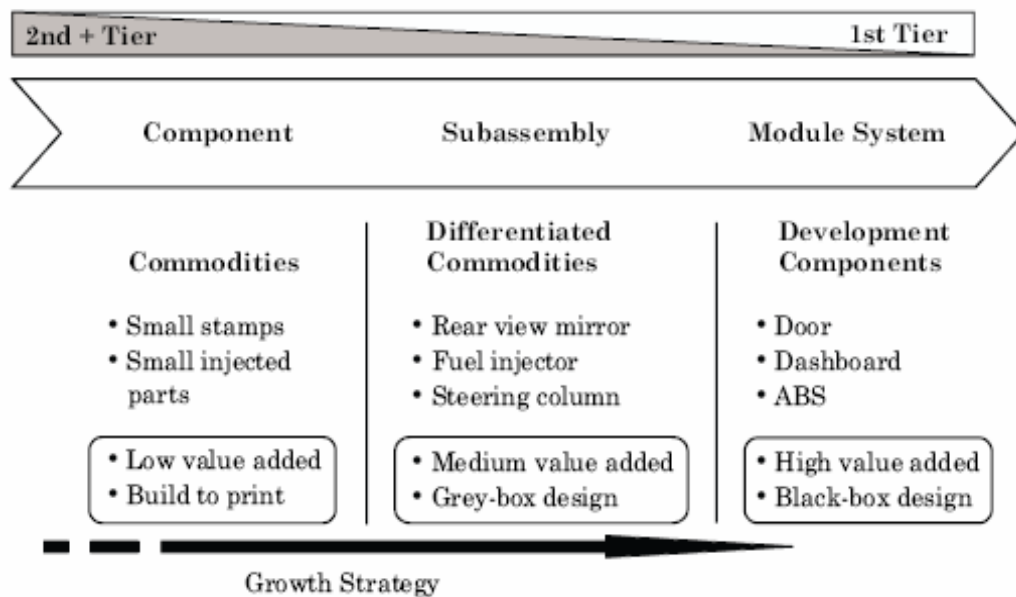 2nd + Tier
1st Tier
Component
Subassembly
Module System
Commodities
Differentiated
Commodities
Development
Components
• Small stamps
• Small injected
parts
• Rear view mirror
• Fuel injector
• Steering column
• Door
• Dashboard
• ABS
• Low value added
• Build to print
• Medium value added
• Grey-box design
• High value added
• Black-box design
Growth Strategy